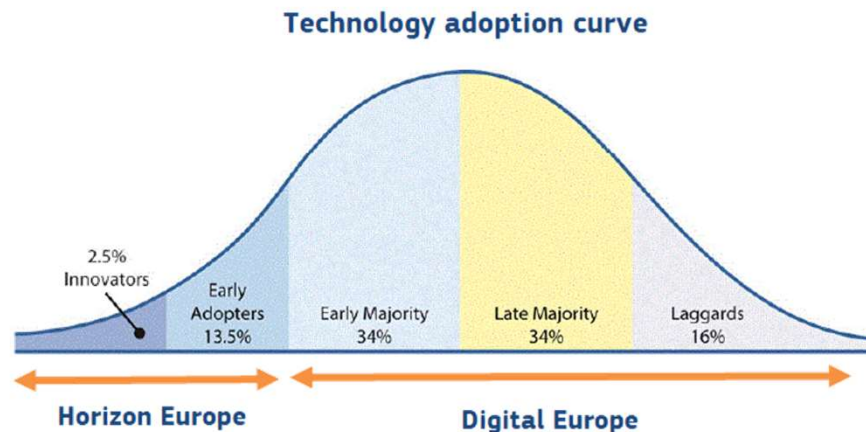 Technology adoption curve
2.5%
Innovators
Early
Adopters
13.5%
Early Majority
34%
Late Majority
34%
Laggards
16%
Horizon Europe
Digital Europe